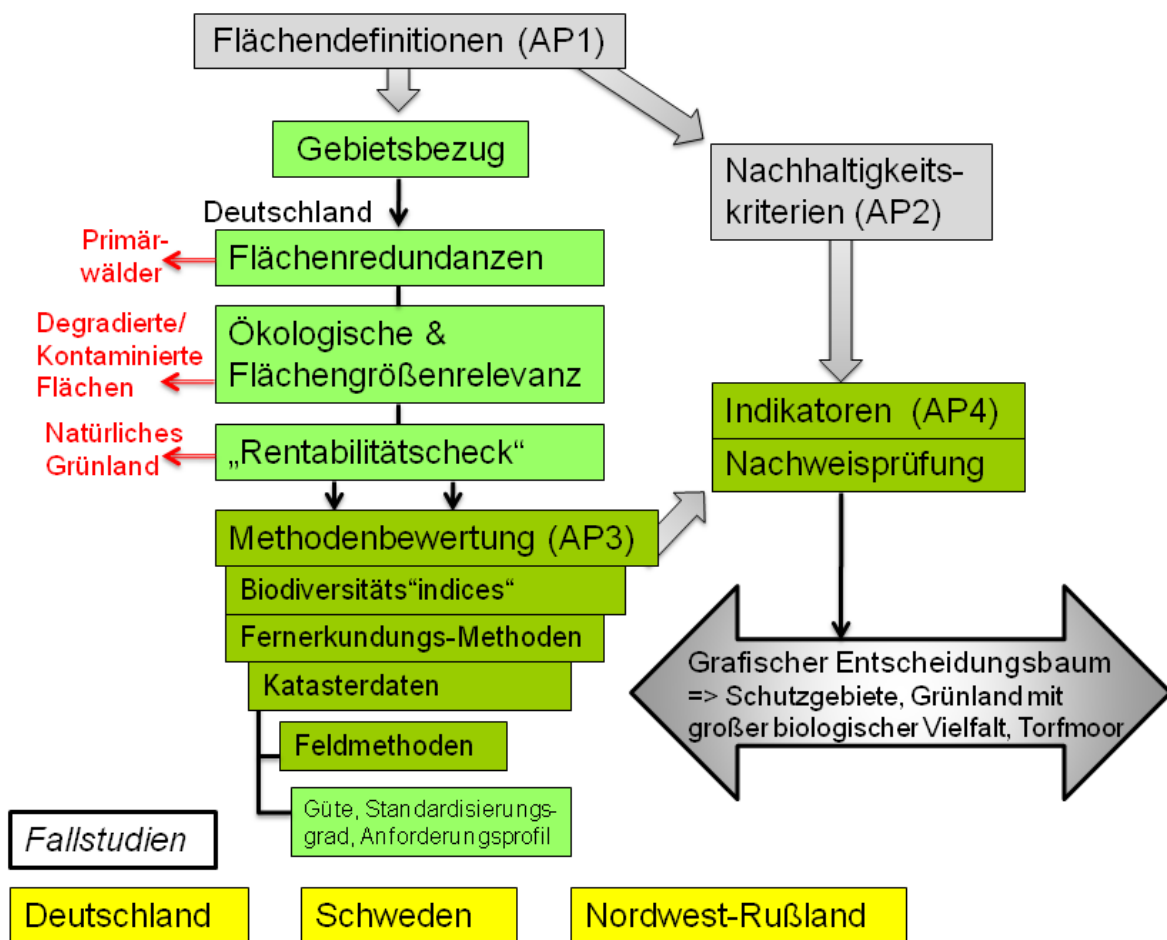 Flächendefinitionen (AP1)
Gebietsbezug
Nachhaltigkeits-
kriterien (AP2)
Deutschland
Primär-
wälder
Flächenredundanzen
Degradierte/
Kontaminierte
Flächen
Ökologische &
Flächengrößenrelevanz
Natürliches
Grünland
„Rentabilitätscheck“
Indikatoren (AP4)
Nachweisprüfung
Methodenbewertung (AP3)
Biodiversitäts“indices“
Fernerkundungs-Methoden
Katasterdaten
Feldmethoden
Güte, Standardisierungs-
grad, Anforderungsprofil
Grafischer Entscheidungsbaum
=> Schutzgebiete, Grünland mit
großer biologischer Vielfalt, Torfmoor
Fallstudien
Deutschland
Schweden
Nordwest-Rußland